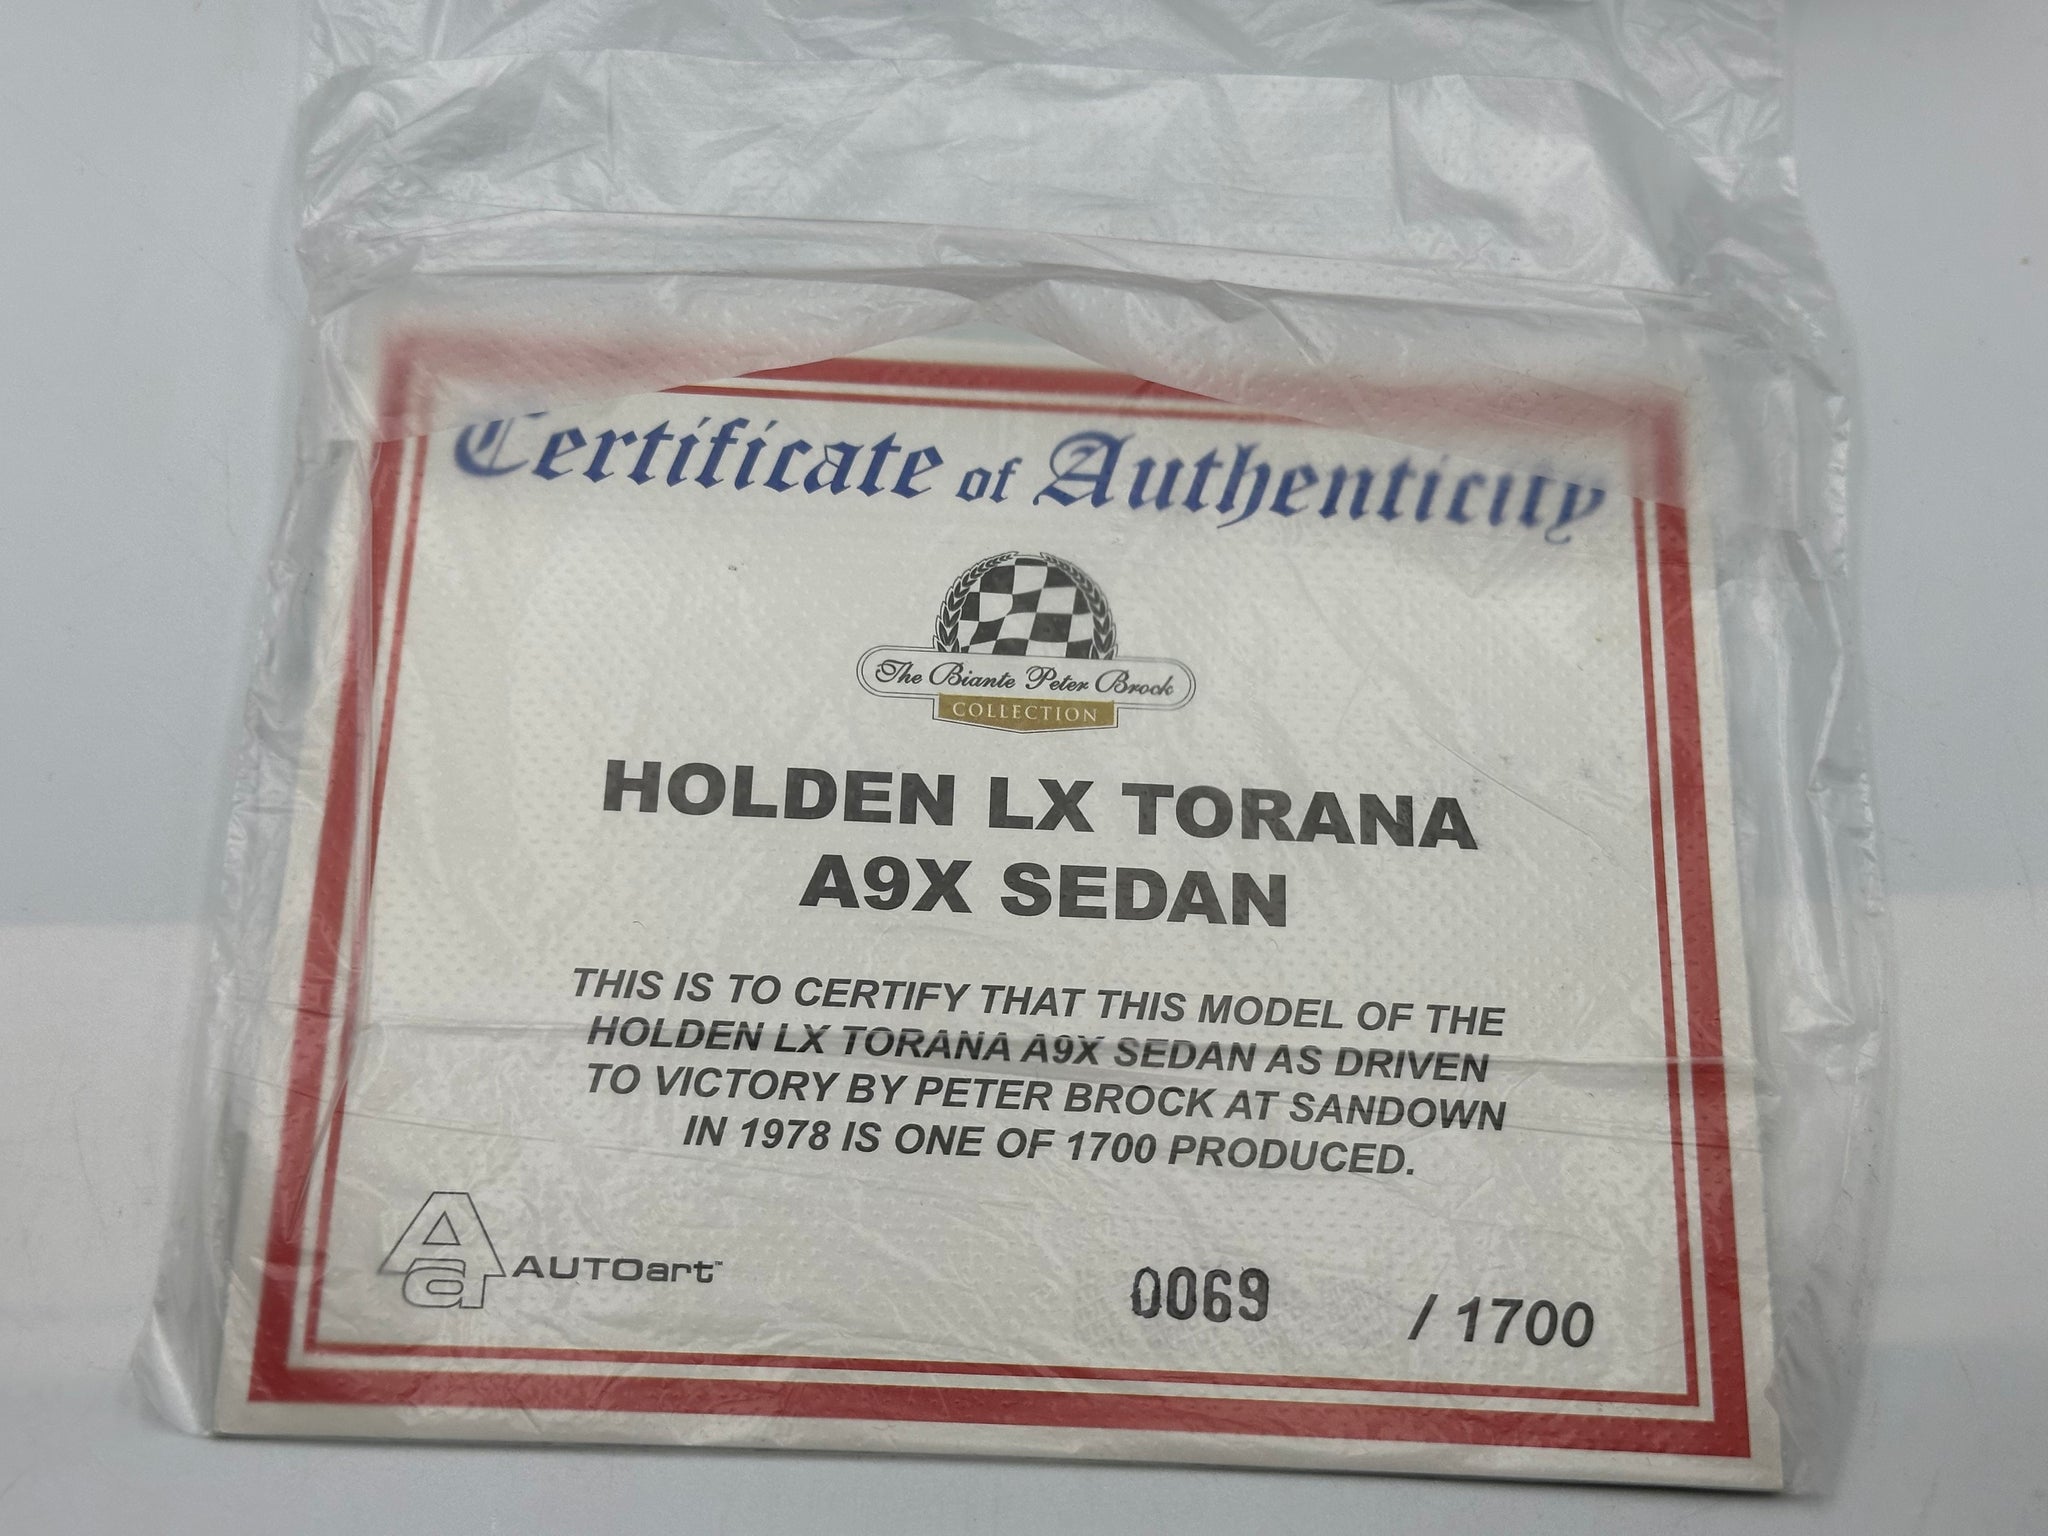 Certificate of Authenticity
The Biante Peter Brock
COLLECTION
HOLDEN LX TORANA
A9X SEDAN
THIS IS TO CERTIFY THAT THIS MODEL OF THE
HOLDEN LX TORANA A9X SEDAN AS DRIVEN
TO VICTORY BY PETER BROCK AT SANDOWN
IN 1978 IS ONE OF 1700 PRODUCED.
Aa AUTOart™
0069 / 1700